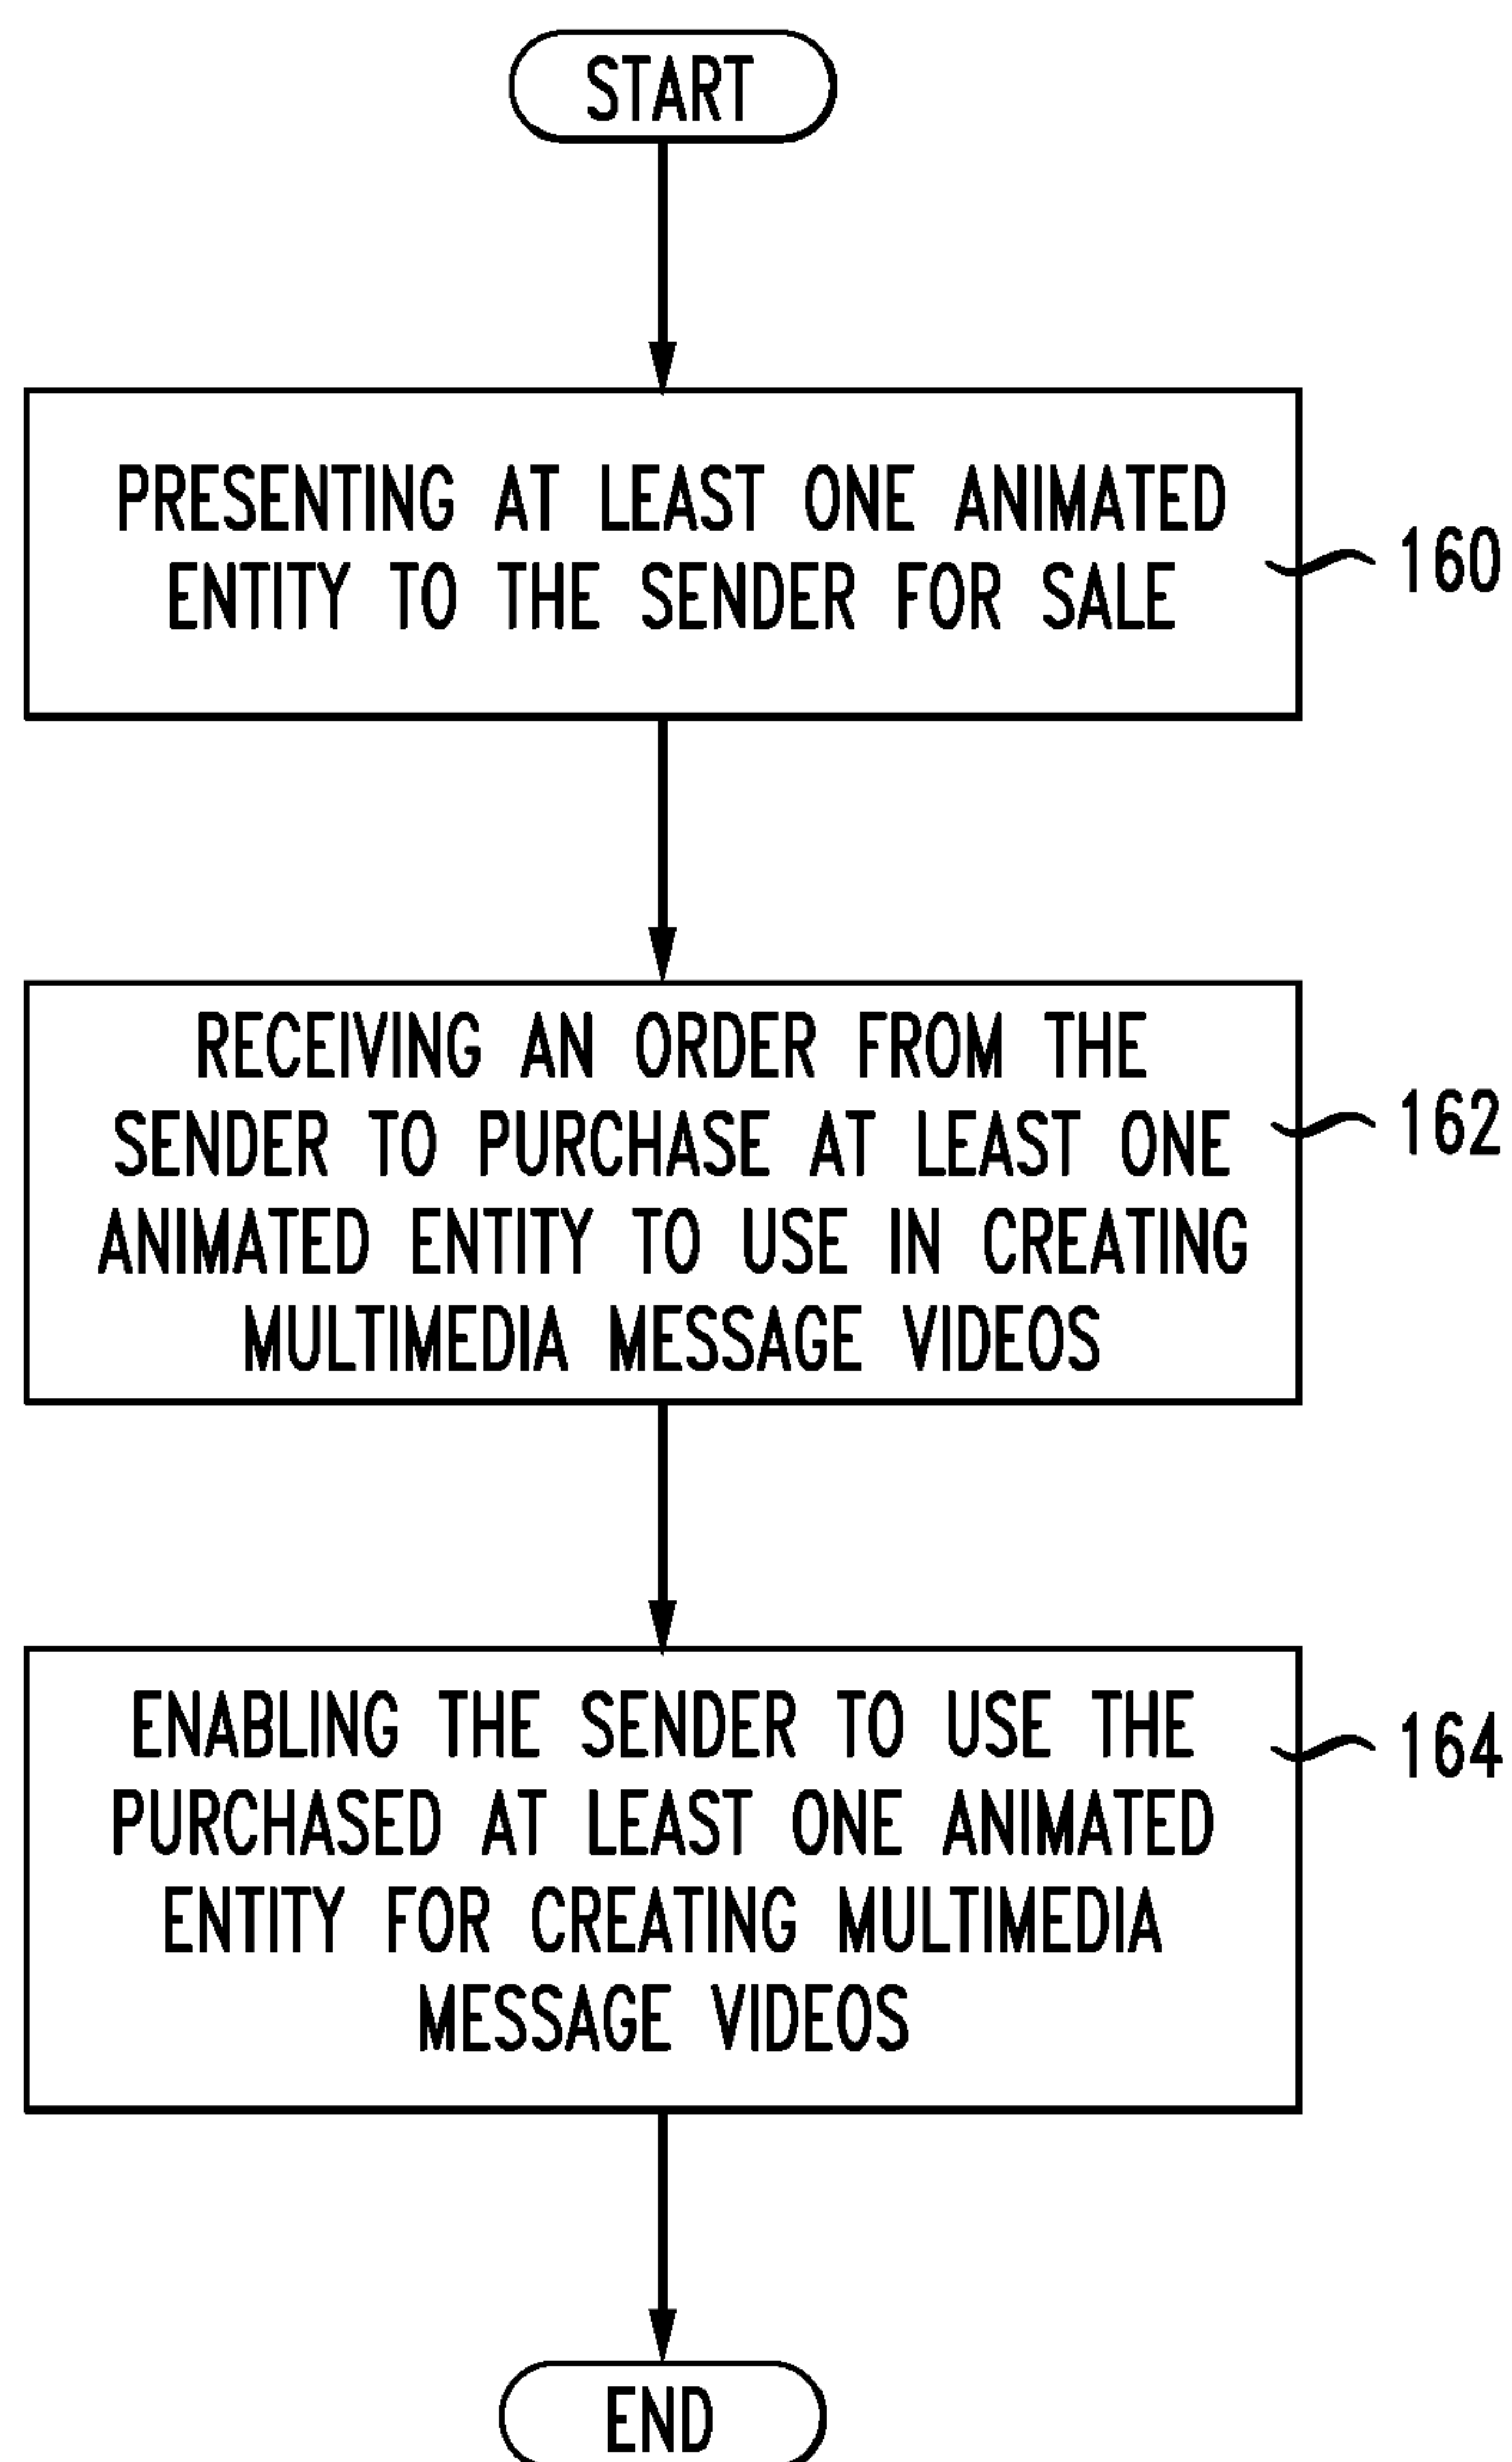 START
PRESENTING AT LEAST ONE ANIMATED
ENTITY TO THE SENDER FOR SALE
160
RECEIVING AN ORDER FROM THE
SENDER TO PURCHASE AT LEAST ONE
ANIMATED ENTITY TO USE IN CREATING
MULTIMEDIA MESSAGE VIDEOS
162
ENABLING THE SENDER TO USE THE
PURCHASED AT LEAST ONE ANIMATED
ENTITY FOR CREATING MULTIMEDIA
MESSAGE VIDEOS
164
END